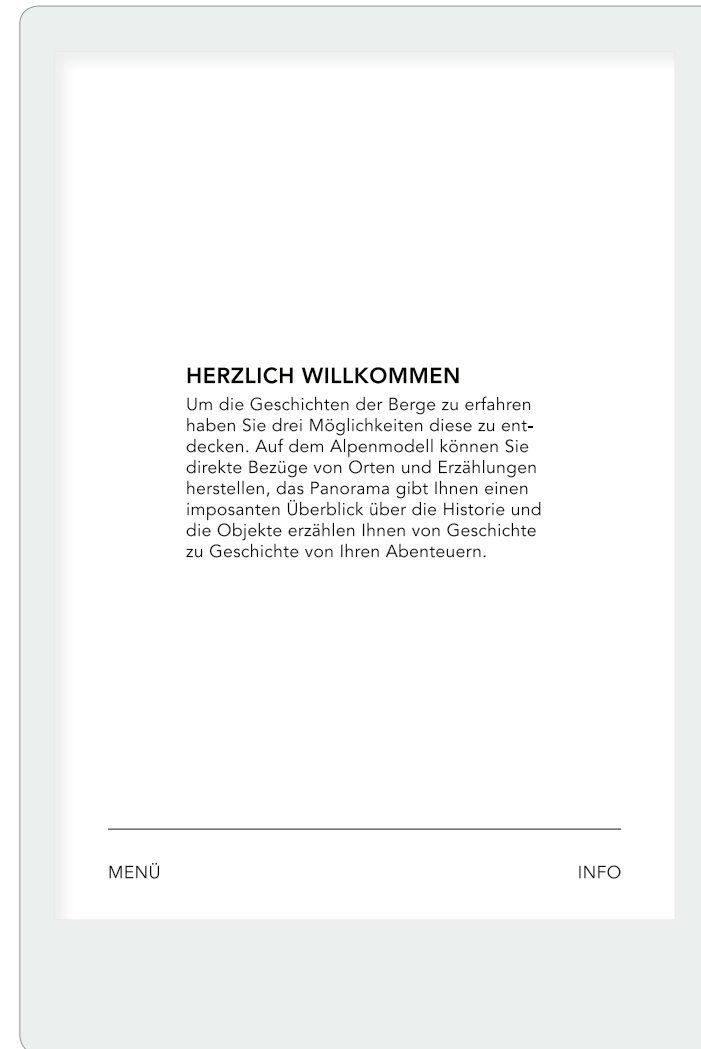 HERZLICH WILLKOMMEN
Um die Geschichten der Berge zu erfahren
haben Sie drei Möglichkeiten diese zu ent-
decken. Auf dem Alpenmodell können Sie
direkte Bezüge von Orten und Erzählungen
herstellen, das Panorama gibt Ihnen einen
imposanten Überblick über die Historie und
die Objekte erzählen Ihnen von Geschichte
zu Geschichte von Ihren Abenteuern.
MENÜ INFO